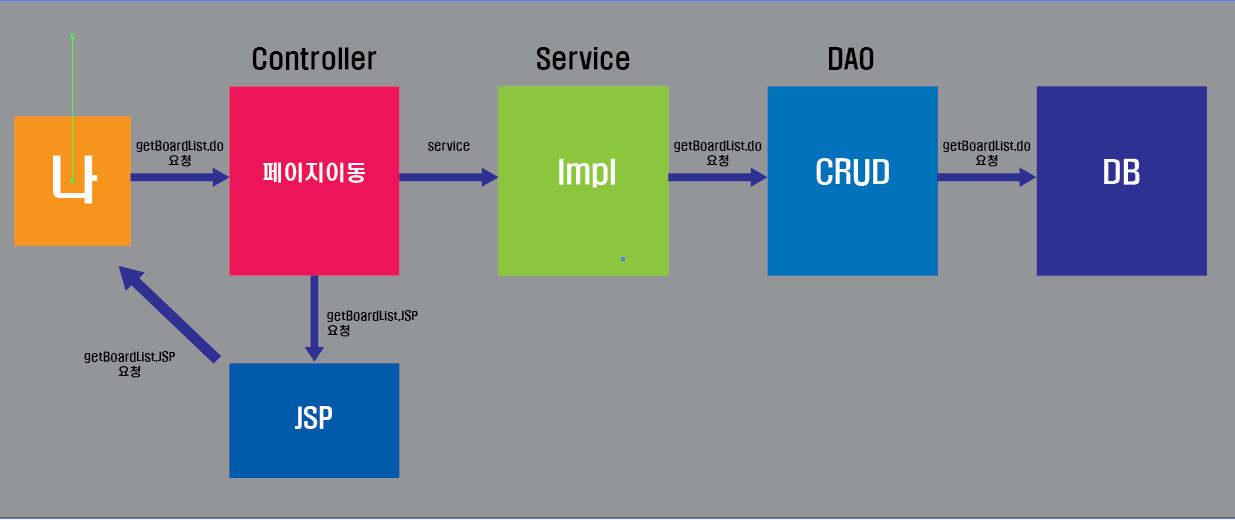 Controller
Service
DAO
나
getBoardList.do
요청
페이지이동
service
Impl
getBoardList.do
요청
CRUD
getBoardList.do
요청
DB
getBoardList.JSP
요청
getBoardList.JSP
요청
JSP